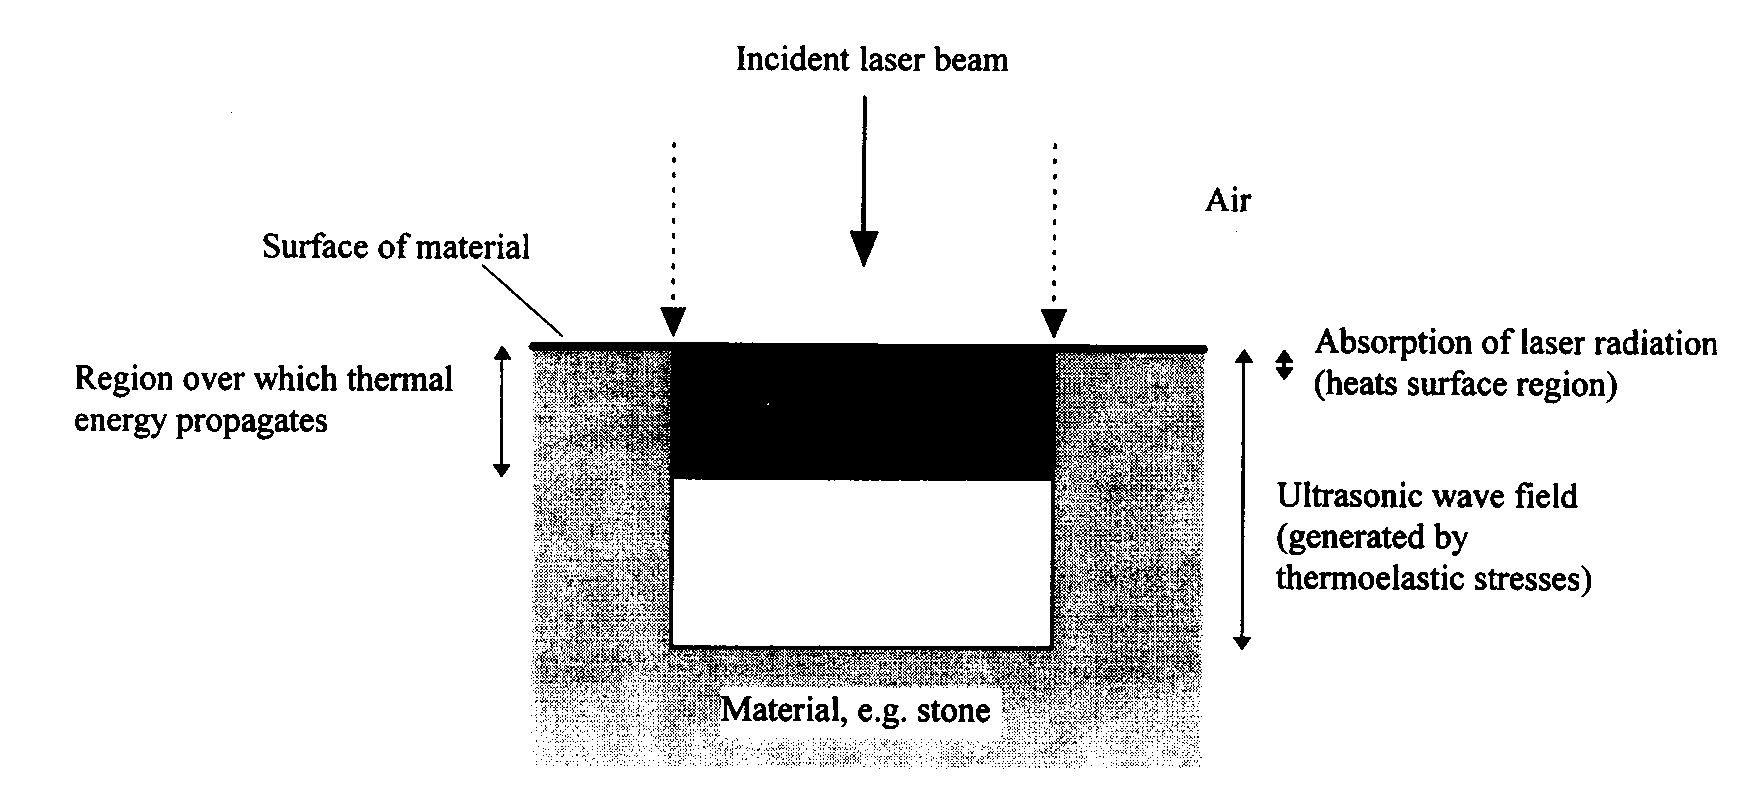 Incident laser beam
Air
Surface of material
Absorption of laser radiation
(heats surface region)
Region over which thermal
energy propagates
Ultrasonic wave field
(generated by
thermoelastic stresses)
Material, e.g. stone